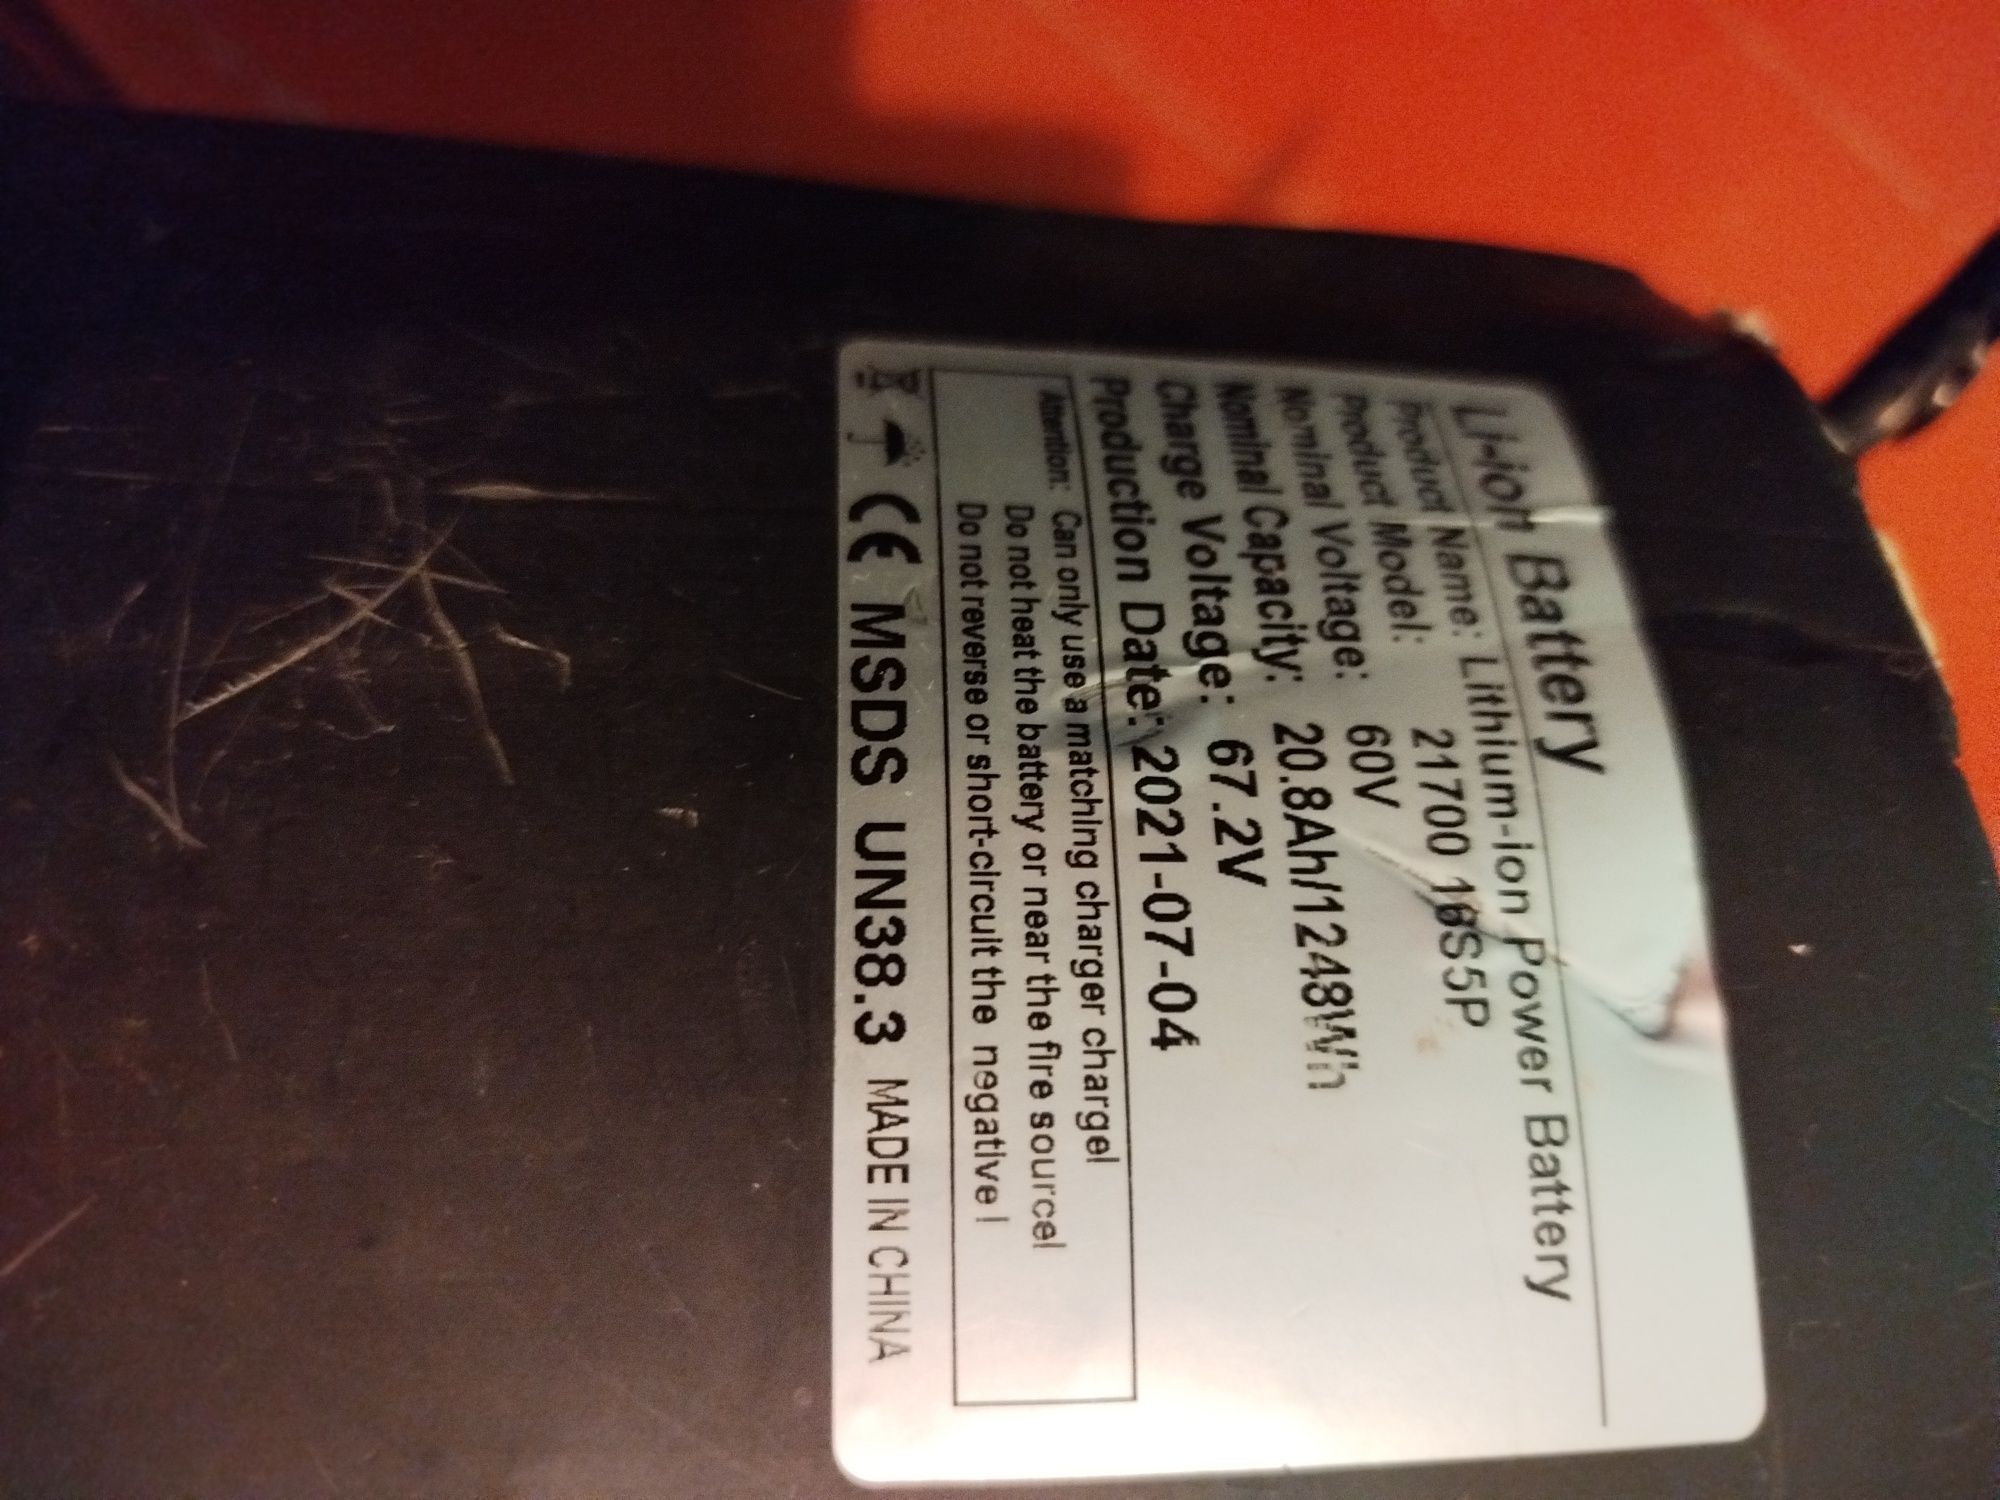 Li-ion Battery
Product Name: Lithium-ion Power Battery
Product Model: 21700 16S5P
Nominal Voltage: 60V
Nominal Capacity: 20.8Ah/1248Wh
Charge Voltage: 67.2V
Production Date: 2021-07-04
Attention: Can only use a matching charger charge!
Do not heat the battery or near the fire source!
Do not reverse or short-circuit the negative!
CE MSDS UN38.3 MADE IN CHINA